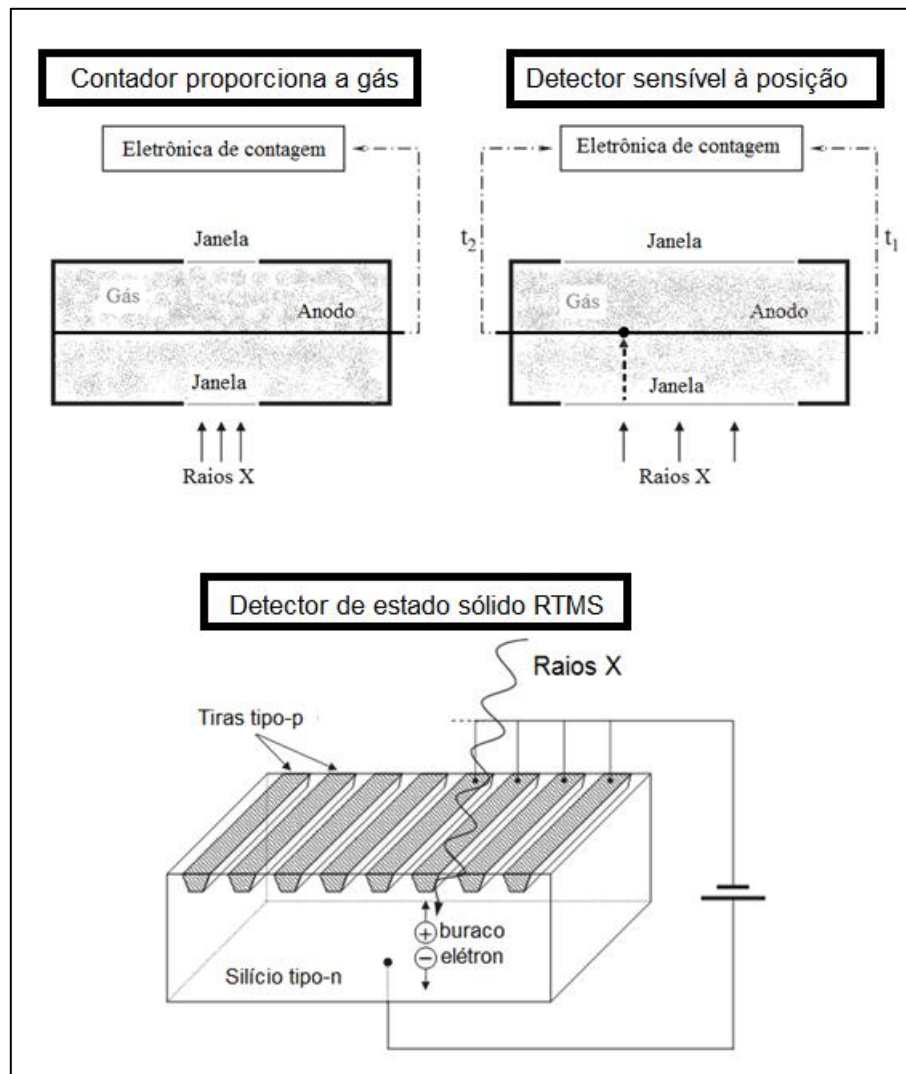 Contador proporciona a gás
Detector sensível à posição
Eletrônica de contagem
Eletrônica de contagem
Janela
Gás
Anodo
Janela
Raios X
t2
t1
Janela
Gás
Anodo
Janela
Raios X
Detector de estado sólido RTMS
Raios X
Tiras tipo-p
+ buraco
− elétron
Silício tipo-n